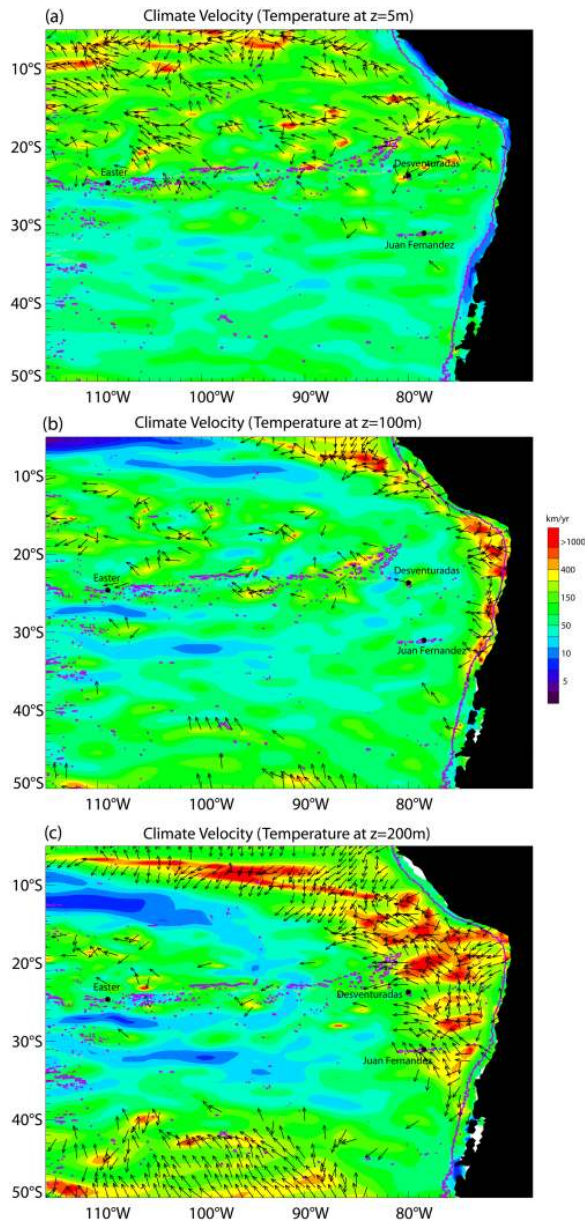 (a) Climate Velocity (Temperature at z=5m)
10°S
20°S
Easter
Desventuradas
30°S
Juan Fernandez
40°S
50°S
110°W 100°W 90°W 80°W
(b) Climate Velocity (Temperature at z=100m)
10°S
20°S
Easter
Desventuradas
30°S
Juan Fernandez
40°S
50°S
110°W 100°W 90°W 80°W
km/yr
>1000
400
150
50
10
5
(c) Climate Velocity (Temperature at z=200m)
10°S
20°S
Easter
Desventuradas
30°S
Juan Fernandez
40°S
50°S
110°W 100°W 90°W 80°W